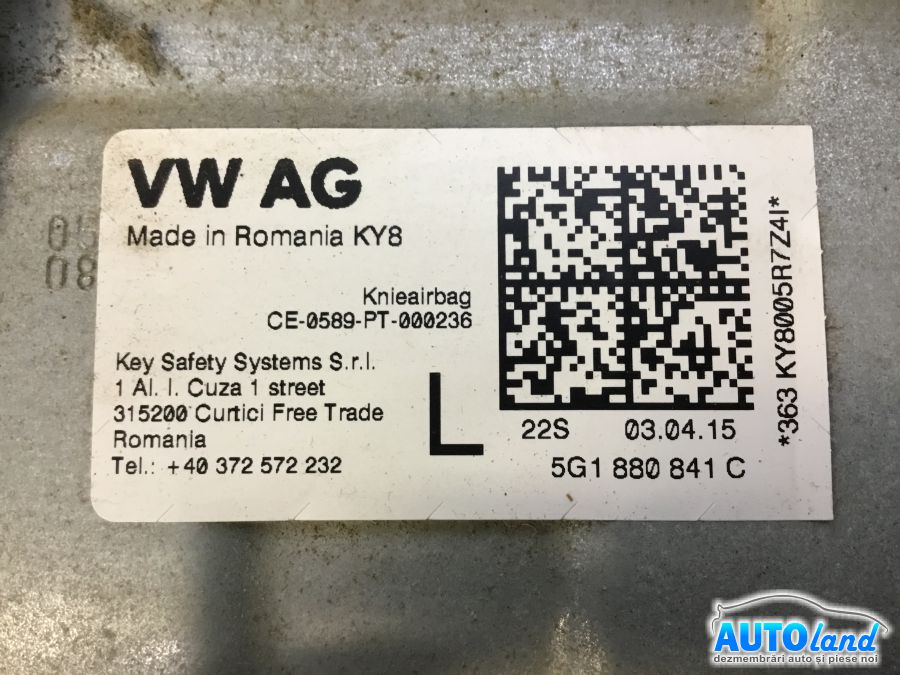 VW AG
Made in Romania KY8
Knieairbag
CE-0589-PT-000236
Key Safety Systems S.r.l.
1 Al. I. Cuza 1 street
315200 Curtici Free Trade
Romania
Tel.: +40 372 572 232
L
22S 03.04.15
5G1 880 841 C
*363 KY8005R7Z4I*
05
08
AUTOland
dezmembrări auto și piese noi